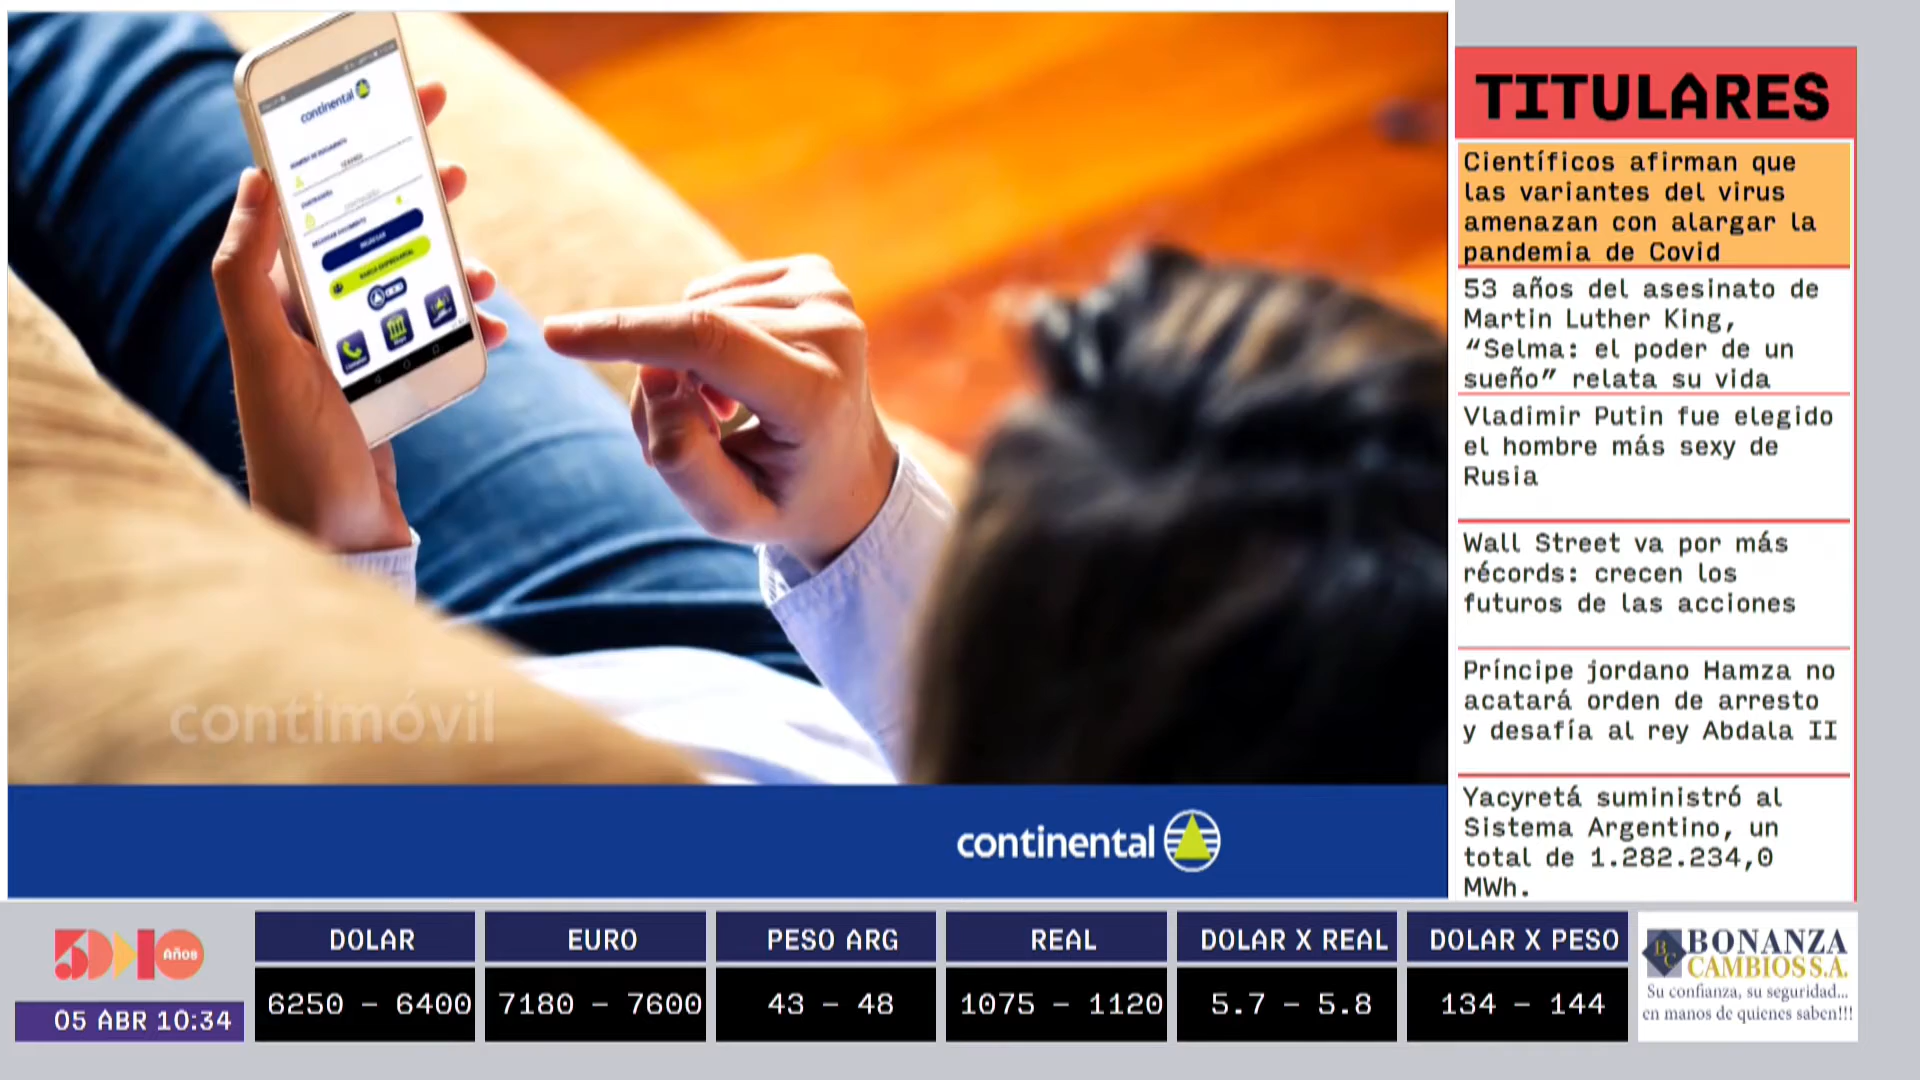 continental
INGRESAR
BANCA EMPRESARIAL
contimóvil
continental
TITULARES
Científicos afirman que
las variantes del virus
amenazan con alargar la
pandemia de Covid
53 años del asesinato de
Martin Luther King,
“Selma: el poder de un
sueño” relata su vida
Vladimir Putin fue elegido
el hombre más sexy de
Rusia
Wall Street va por más
récords: crecen los
futuros de las acciones
Príncipe jordano Hamza no
acatará orden de arresto
y desafía al rey Abdala II
Yacyretá suministró al
Sistema Argentino, un
total de 1.282.234,0
MWh.
5DÍAS 10 Años
05 ABR 10:34
DOLAR
6250 - 6400
EURO
7180 - 7600
PESO ARG
43 - 48
REAL
1075 - 1120
DOLAR X REAL
5.7 - 5.8
DOLAR X PESO
134 - 144
BC BONANZA
CAMBIOS S.A.
Su confianza, su seguridad...
en manos de quienes saben!!!